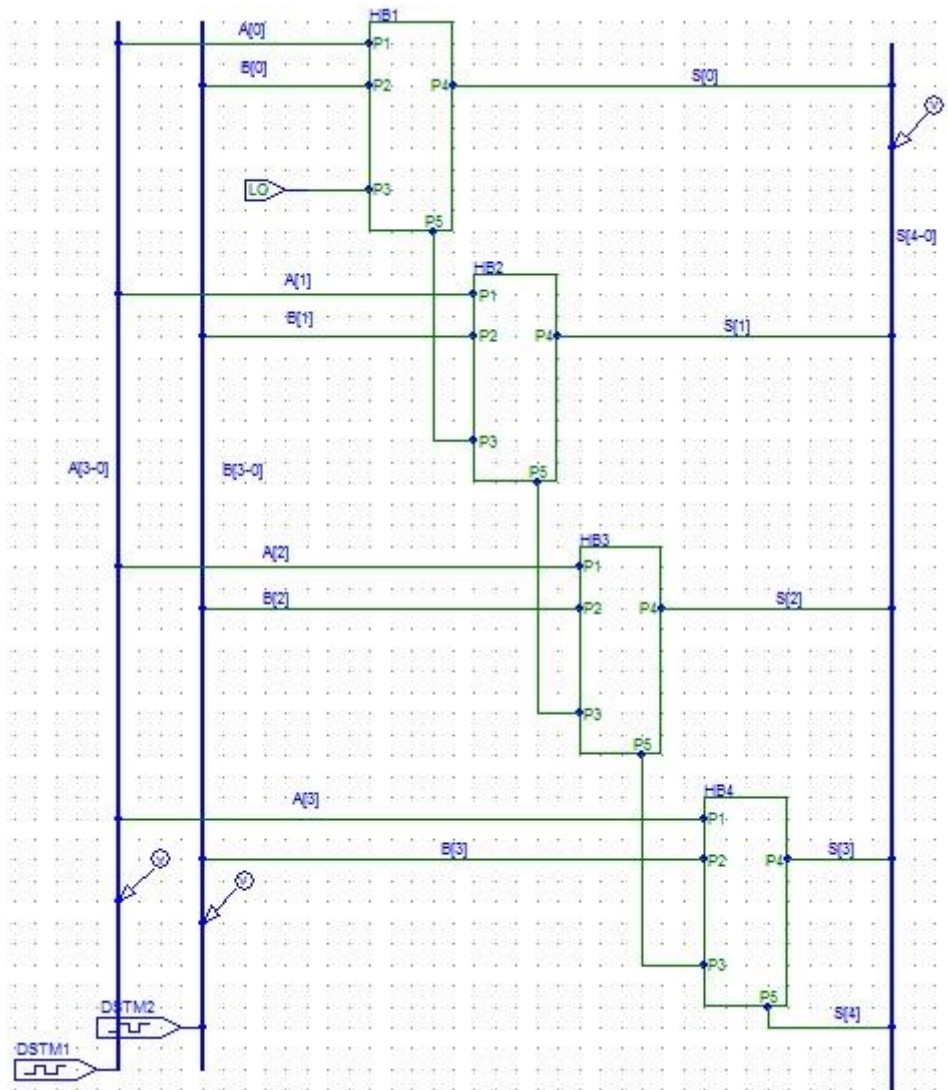 HB1
A[0]
P1
B[0]
P2
P4
S[0]
V
LO
P3
P5
S[4-0]
HB2
A[1]
P1
B[1]
P2
P4
S[1]
P3
A[3-0]
B[3-0]
P5
HB3
A[2]
P1
B[2]
P2
P4
S[2]
P3
P5
HB4
A[3]
P1
B[3]
P2
P4
S[3]
V
V
P3
P5
DSTM2
S[4]
DSTM1